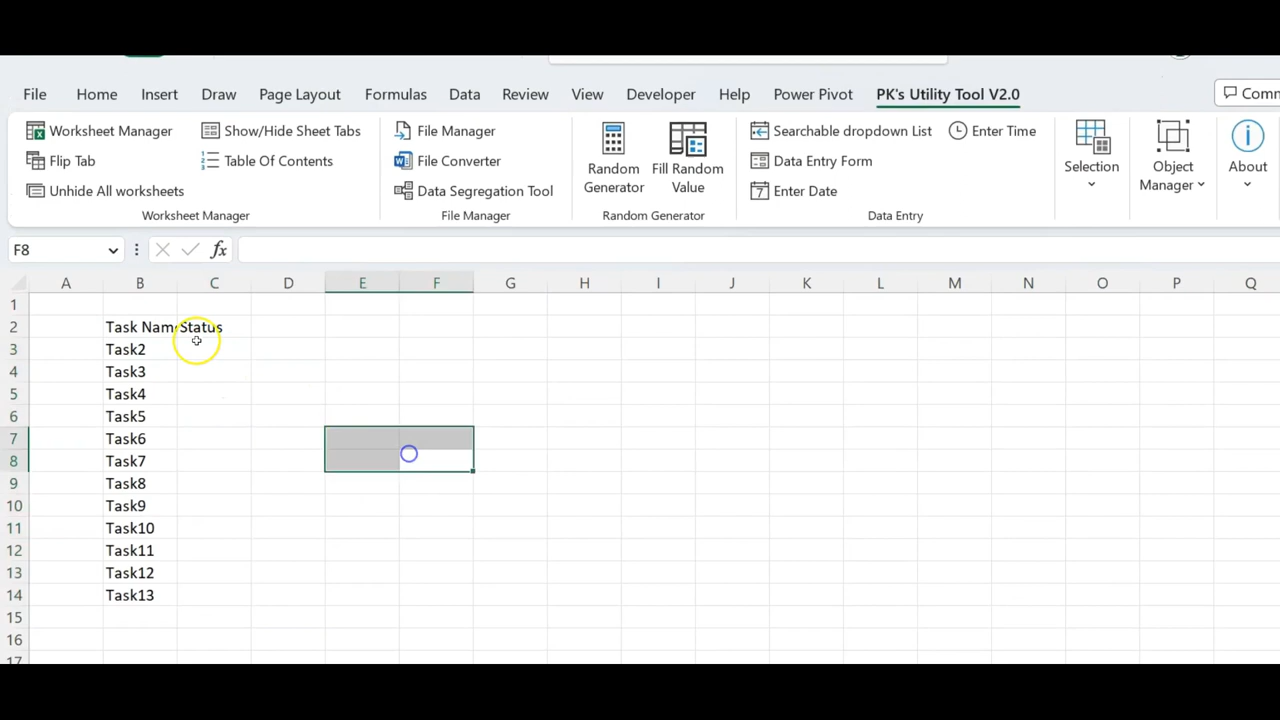 File Home Insert Draw Page Layout Formulas Data Review View Developer Help Power Pivot PK's Utility Tool V2.0 Comm
Worksheet Manager Show/Hide Sheet Tabs File Manager Searchable dropdown List Enter Time
Flip Tab Table Of Contents File Converter Random Generator Fill Random Value Data Entry Form Selection Object Manager About
Unhide All worksheets Data Segregation Tool Enter Date
Worksheet Manager File Manager Random Generator Data Entry
F8 fx
A B C D E F G H I J K L M N O P Q
1
2 Task Nam Status
3 Task2
4 Task3
5 Task4
6 Task5
7 Task6
8 Task7
9 Task8
10 Task9
11 Task10
12 Task11
13 Task12
14 Task13
15
16
17